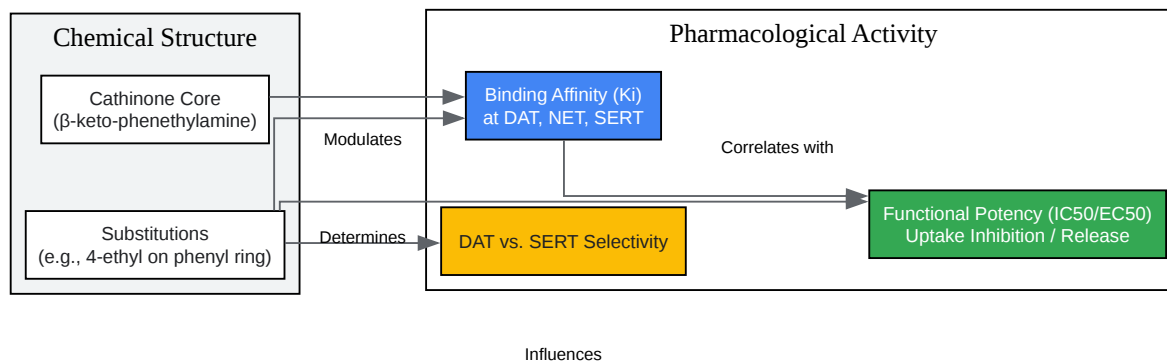 Chemical Structure
Cathinone Core
(β-keto-phenethylamine)
Substitutions
(e.g., 4-ethyl on phenyl ring)
Modulates
Determines
Pharmacological Activity
Binding Affinity (Ki)
at DAT, NET, SERT
Correlates with
DAT vs. SERT Selectivity
Functional Potency (IC50/EC50)
Uptake Inhibition / Release
Influences